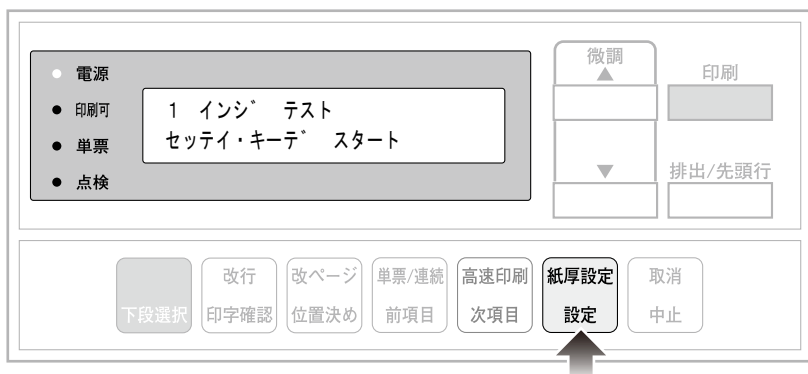 電源
印刷可
単票
点検
1 インジ テスト
セッテイ・キーデ スタート
微調
▲
▼
印刷
排出/先頭行
下段選択
改行
印字確認
改ページ
位置決め
単票/連続
前項目
高速印刷
次項目
紙厚設定
設定
取消
中止